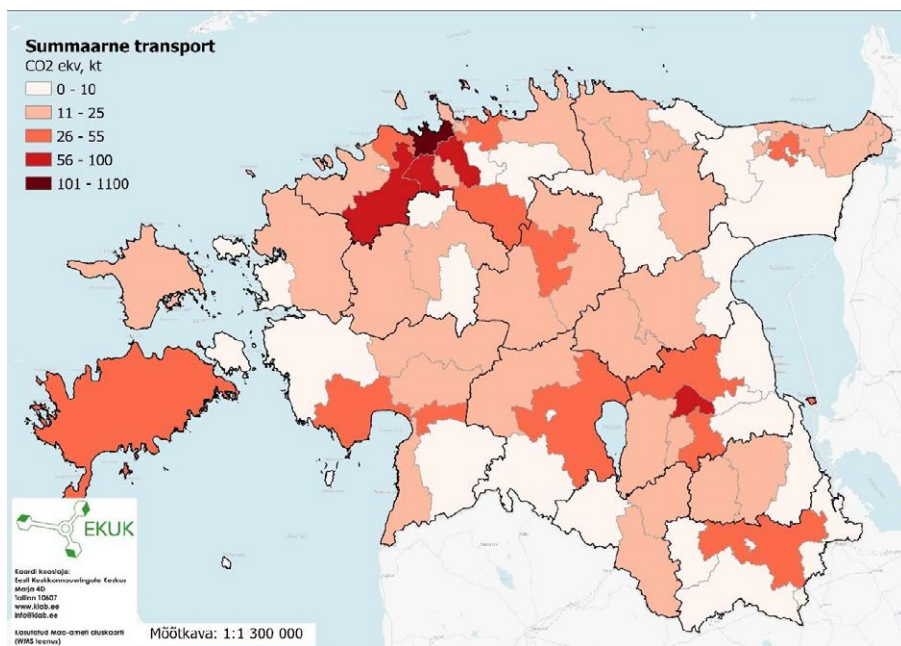 Summaarne transport
CO2 ekv, kt
0 - 10
11 - 25
26 - 55
56 - 100
101 - 1100
EKUK
Kaardi koostaja:
Eesti Keskkonnauuringute Keskus
Marja 4D
Tallinn 10607
www.klab.ee
info@klab.ee
Kasutatud Maa-ameti aluskaarti
(WMS teenus)
Mõõtkava: 1:1 300 000